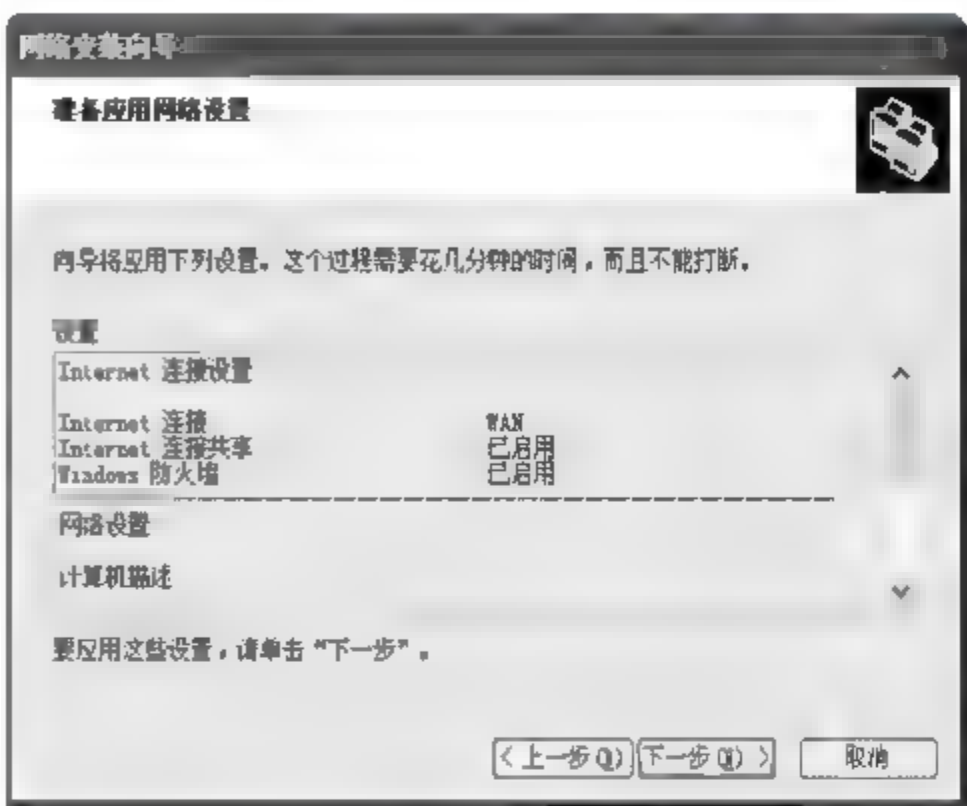 网络安装向导
准备应用网络设置
向导将应用下列设置。这个过程需要花几分钟的时间，而且不能打断。
设置
Internet 连接设置
Internet 连接 WAN
Internet 连接共享 已启用
Windows 防火墙 已启用
网络设置
计算机描述
要应用这些设置，请单击“下一步”。
<上一步(B) 下一步(N) > 取消